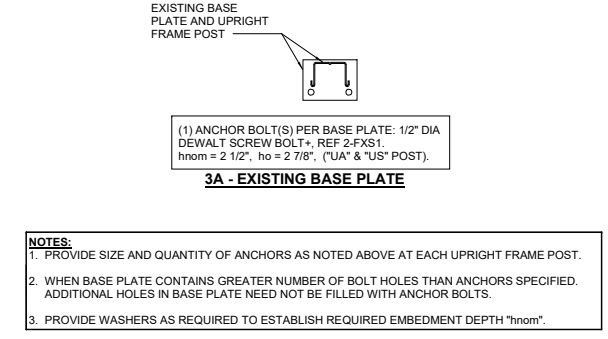 EXISTING BASE
PLATE AND UPRIGHT
FRAME POST
(1) ANCHOR BOLT(S) PER BASE PLATE: 1/2" DIA
DEWALT SCREW BOLT+, REF 2-FXS1.
hnom = 2 1/2", ho = 2 7/8", ("UA" & "US" POST).
3A - EXISTING BASE PLATE
NOTES:
1. PROVIDE SIZE AND QUANTITY OF ANCHORS AS NOTED ABOVE AT EACH UPRIGHT FRAME POST.
2. WHEN BASE PLATE CONTAINS GREATER NUMBER OF BOLT HOLES THAN ANCHORS SPECIFIED.
ADDITIONAL HOLES IN BASE PLATE NEED NOT BE FILLED WITH ANCHOR BOLTS.
3. PROVIDE WASHERS AS REQUIRED TO ESTABLISH REQUIRED EMBEDMENT DEPTH "hnom".